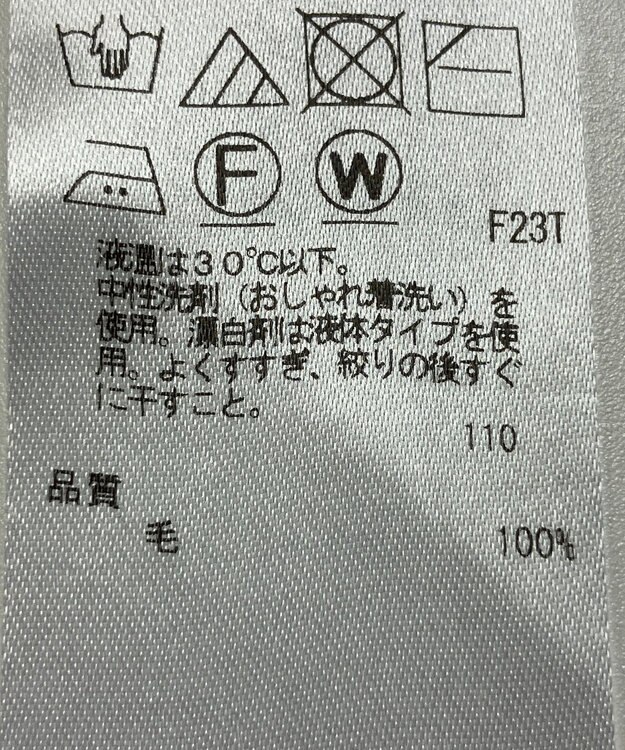 F
W
F23T
液温は30℃以下。
中性洗剤(おしゃれ着洗い)を
使用。漂白剤は液体タイプを使
用。よくすすぎ、絞りの後すぐ
に干すこと。
110
品質
毛 100%